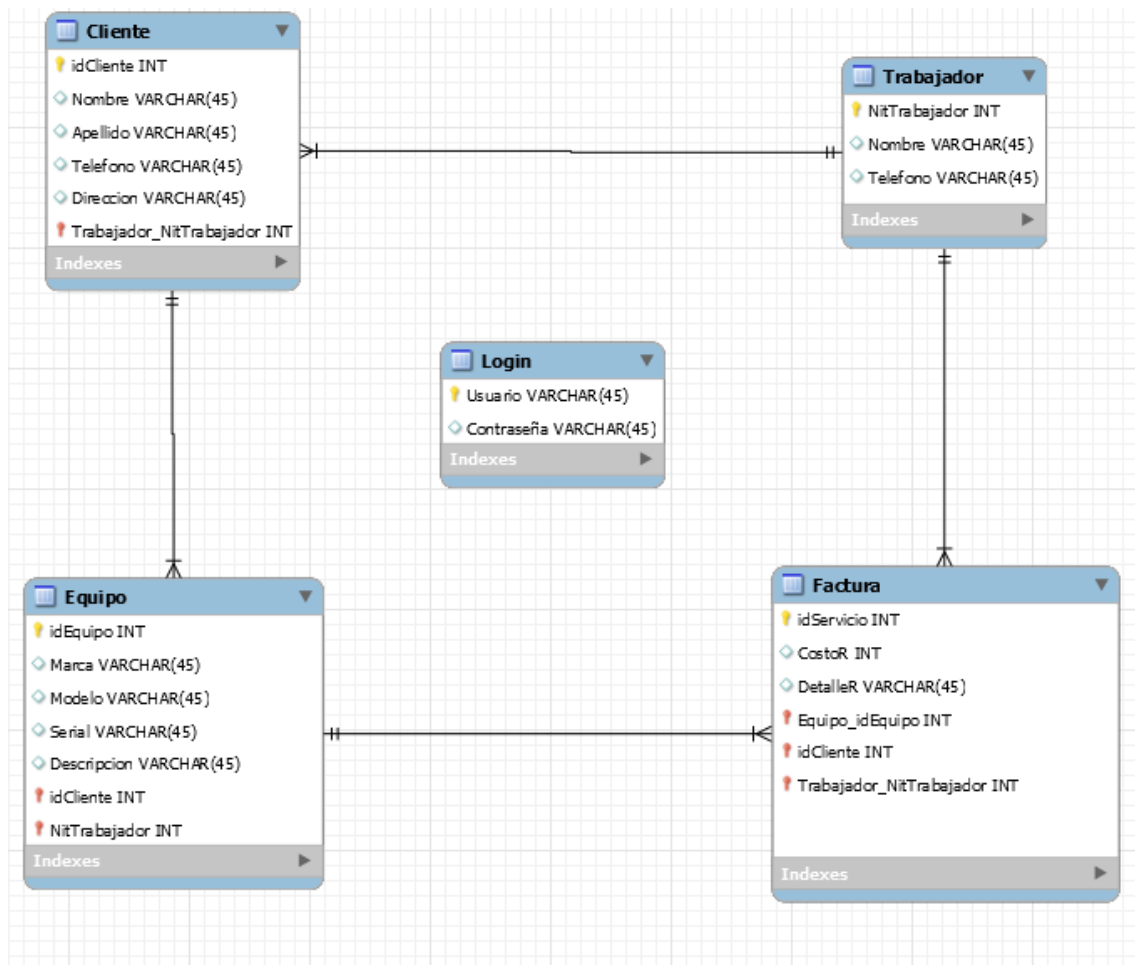 Cliente
idCliente INT
Nombre VARCHAR(45)
Apellido VARCHAR(45)
Telefono VARCHAR(45)
Direccion VARCHAR(45)
Trabajador_NitTrabajador INT
Indexes
Trabajador
NitTrabajador INT
Nombre VARCHAR(45)
Telefono VARCHAR(45)
Indexes
Login
Usuario VARCHAR(45)
Contraseña VARCHAR(45)
Indexes
Equipo
idEquipo INT
Marca VARCHAR(45)
Modelo VARCHAR(45)
Serial VARCHAR(45)
Descripcion VARCHAR(45)
idCliente INT
NitTrabajador INT
Indexes
Factura
idServicio INT
CostoR INT
DetalleR VARCHAR(45)
Equipo_idEquipo INT
idCliente INT
Trabajador_NitTrabajador INT
Indexes